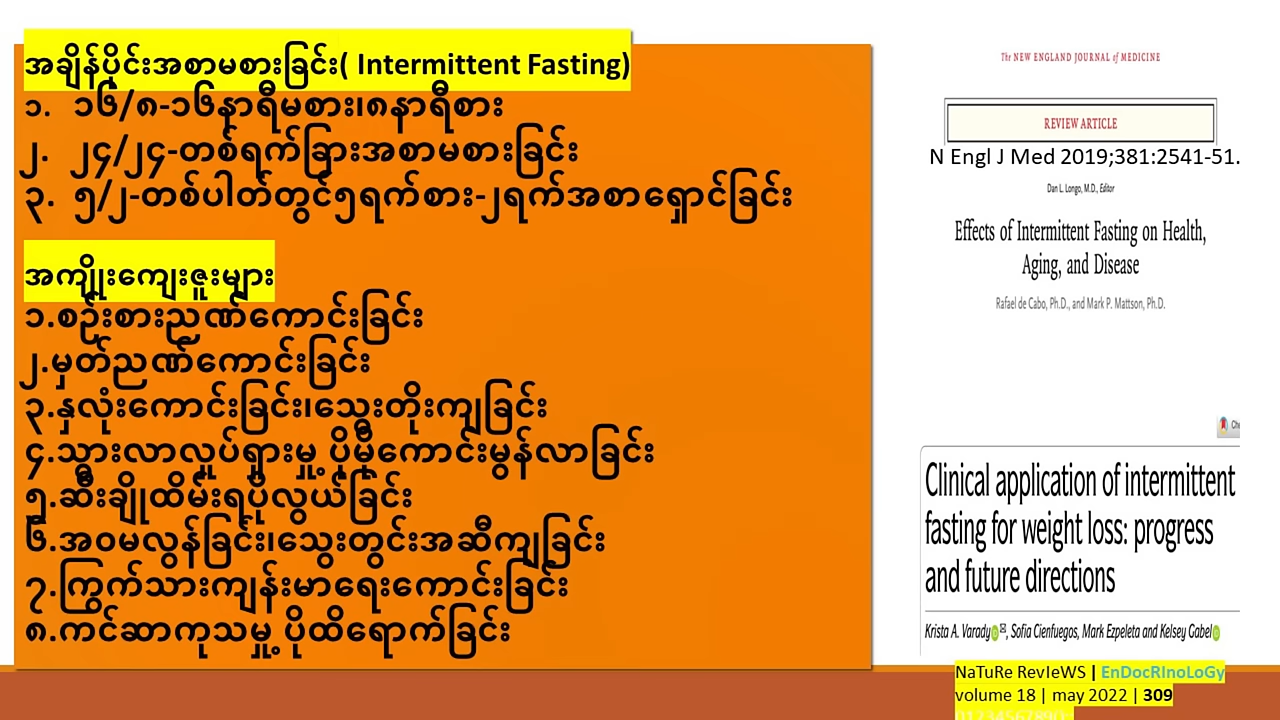 အချိန်ပိုင်းအစာမစားခြင်း( Intermittent Fasting)
၁. ၁၆/၈-၁၆နာရီမစား၊၈နာရီစား
၂. ၂၄/၂၄-တစ်ရက်ခြားအစာမစားခြင်း
၃. ၅/၂-တစ်ပါတ်တွင်၅ရက်စား-၂ရက်အစာရှောင်ခြင်း
အကျိုးကျေးဇူးများ
၁.စဉ်းစားညဏ်ကောင်းခြင်း
၂.မှတ်ညဏ်ကောင်းခြင်း
၃.နှလုံးကောင်းခြင်း၊သွေးတိုးကျခြင်း
၄.သွားလာလှုပ်ရှားမှု့ပိုမိုကောင်းမွန်လာခြင်း
၅.ဆီးချိုထိမ်းရပိုလွယ်ခြင်း
၆.အဝမလွန်ခြင်း၊သွေးတွင်းအဆီကျခြင်း
၇.ကြွက်သားကျန်းမာရေးကောင်းခြင်း
၈.ကင်ဆာကုသမှု့ပိုထိရောက်ခြင်း
The NEW ENGLAND JOURNAL of MEDICINE
REVIEW ARTICLE
N Engl J Med 2019;381:2541-51.
Dan L. Longo, M.D., Editor
Effects of Intermittent Fasting on Health,
Aging, and Disease
Rafael de Cabo, Ph.D., and Mark P. Mattson, Ph.D.
Clinical application of intermittent
fasting for weight loss: progress
and future directions
Krista A. Varady, Sofia Cienfuegos, Mark Ezpeleta and Kelsey Gabel
NaTuRe RevIeWS | EnDocRInoLoGy
volume 18 | may 2022 | 309